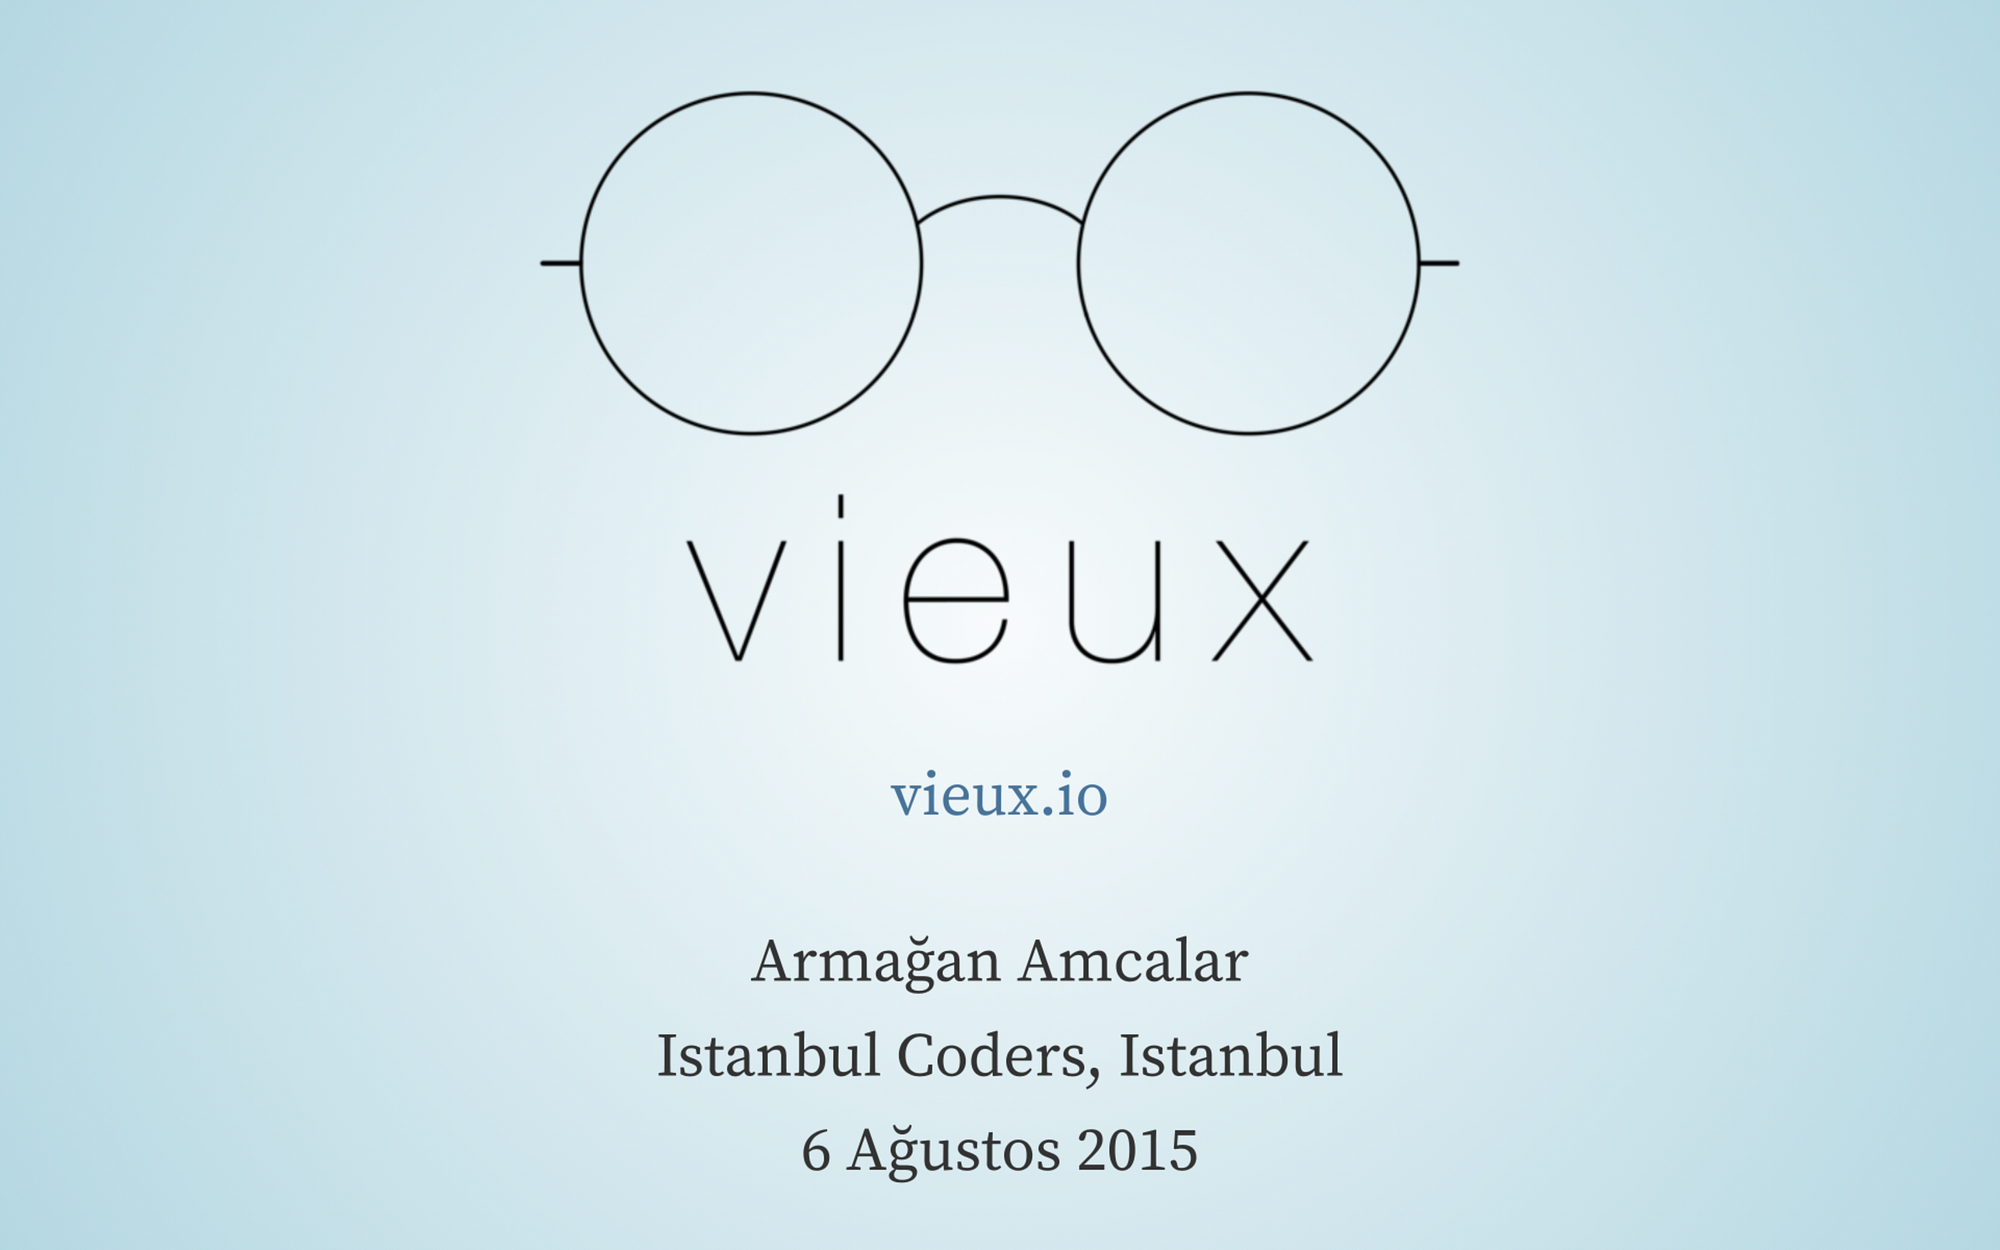 vieux
vieux.io
Armağan Amcalar
Istanbul Coders, Istanbul
6 Ağustos 2015